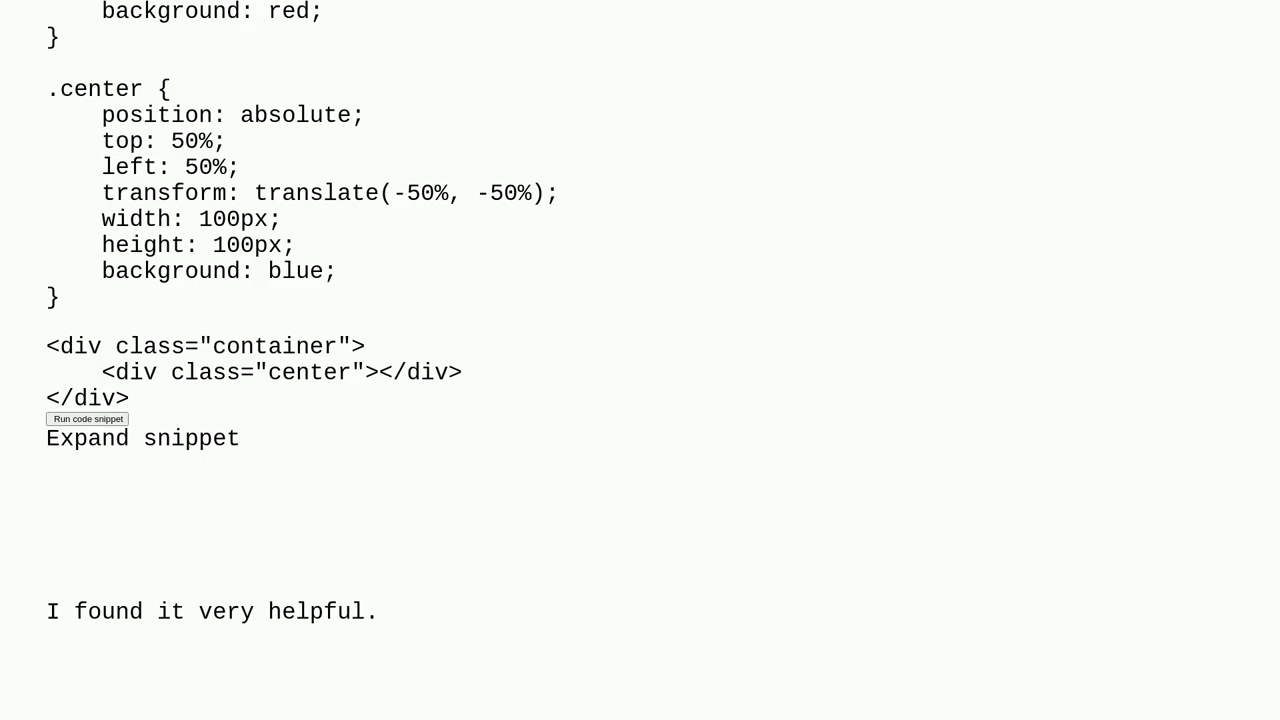 background: red;
}

.center {
    position: absolute;
    top: 50%;
    left: 50%;
    transform: translate(-50%, -50%);
    width: 100px;
    height: 100px;
    background: blue;
}

<div class="container">
    <div class="center"></div>
</div>
Run code snippet
Expand snippet
I found it very helpful.